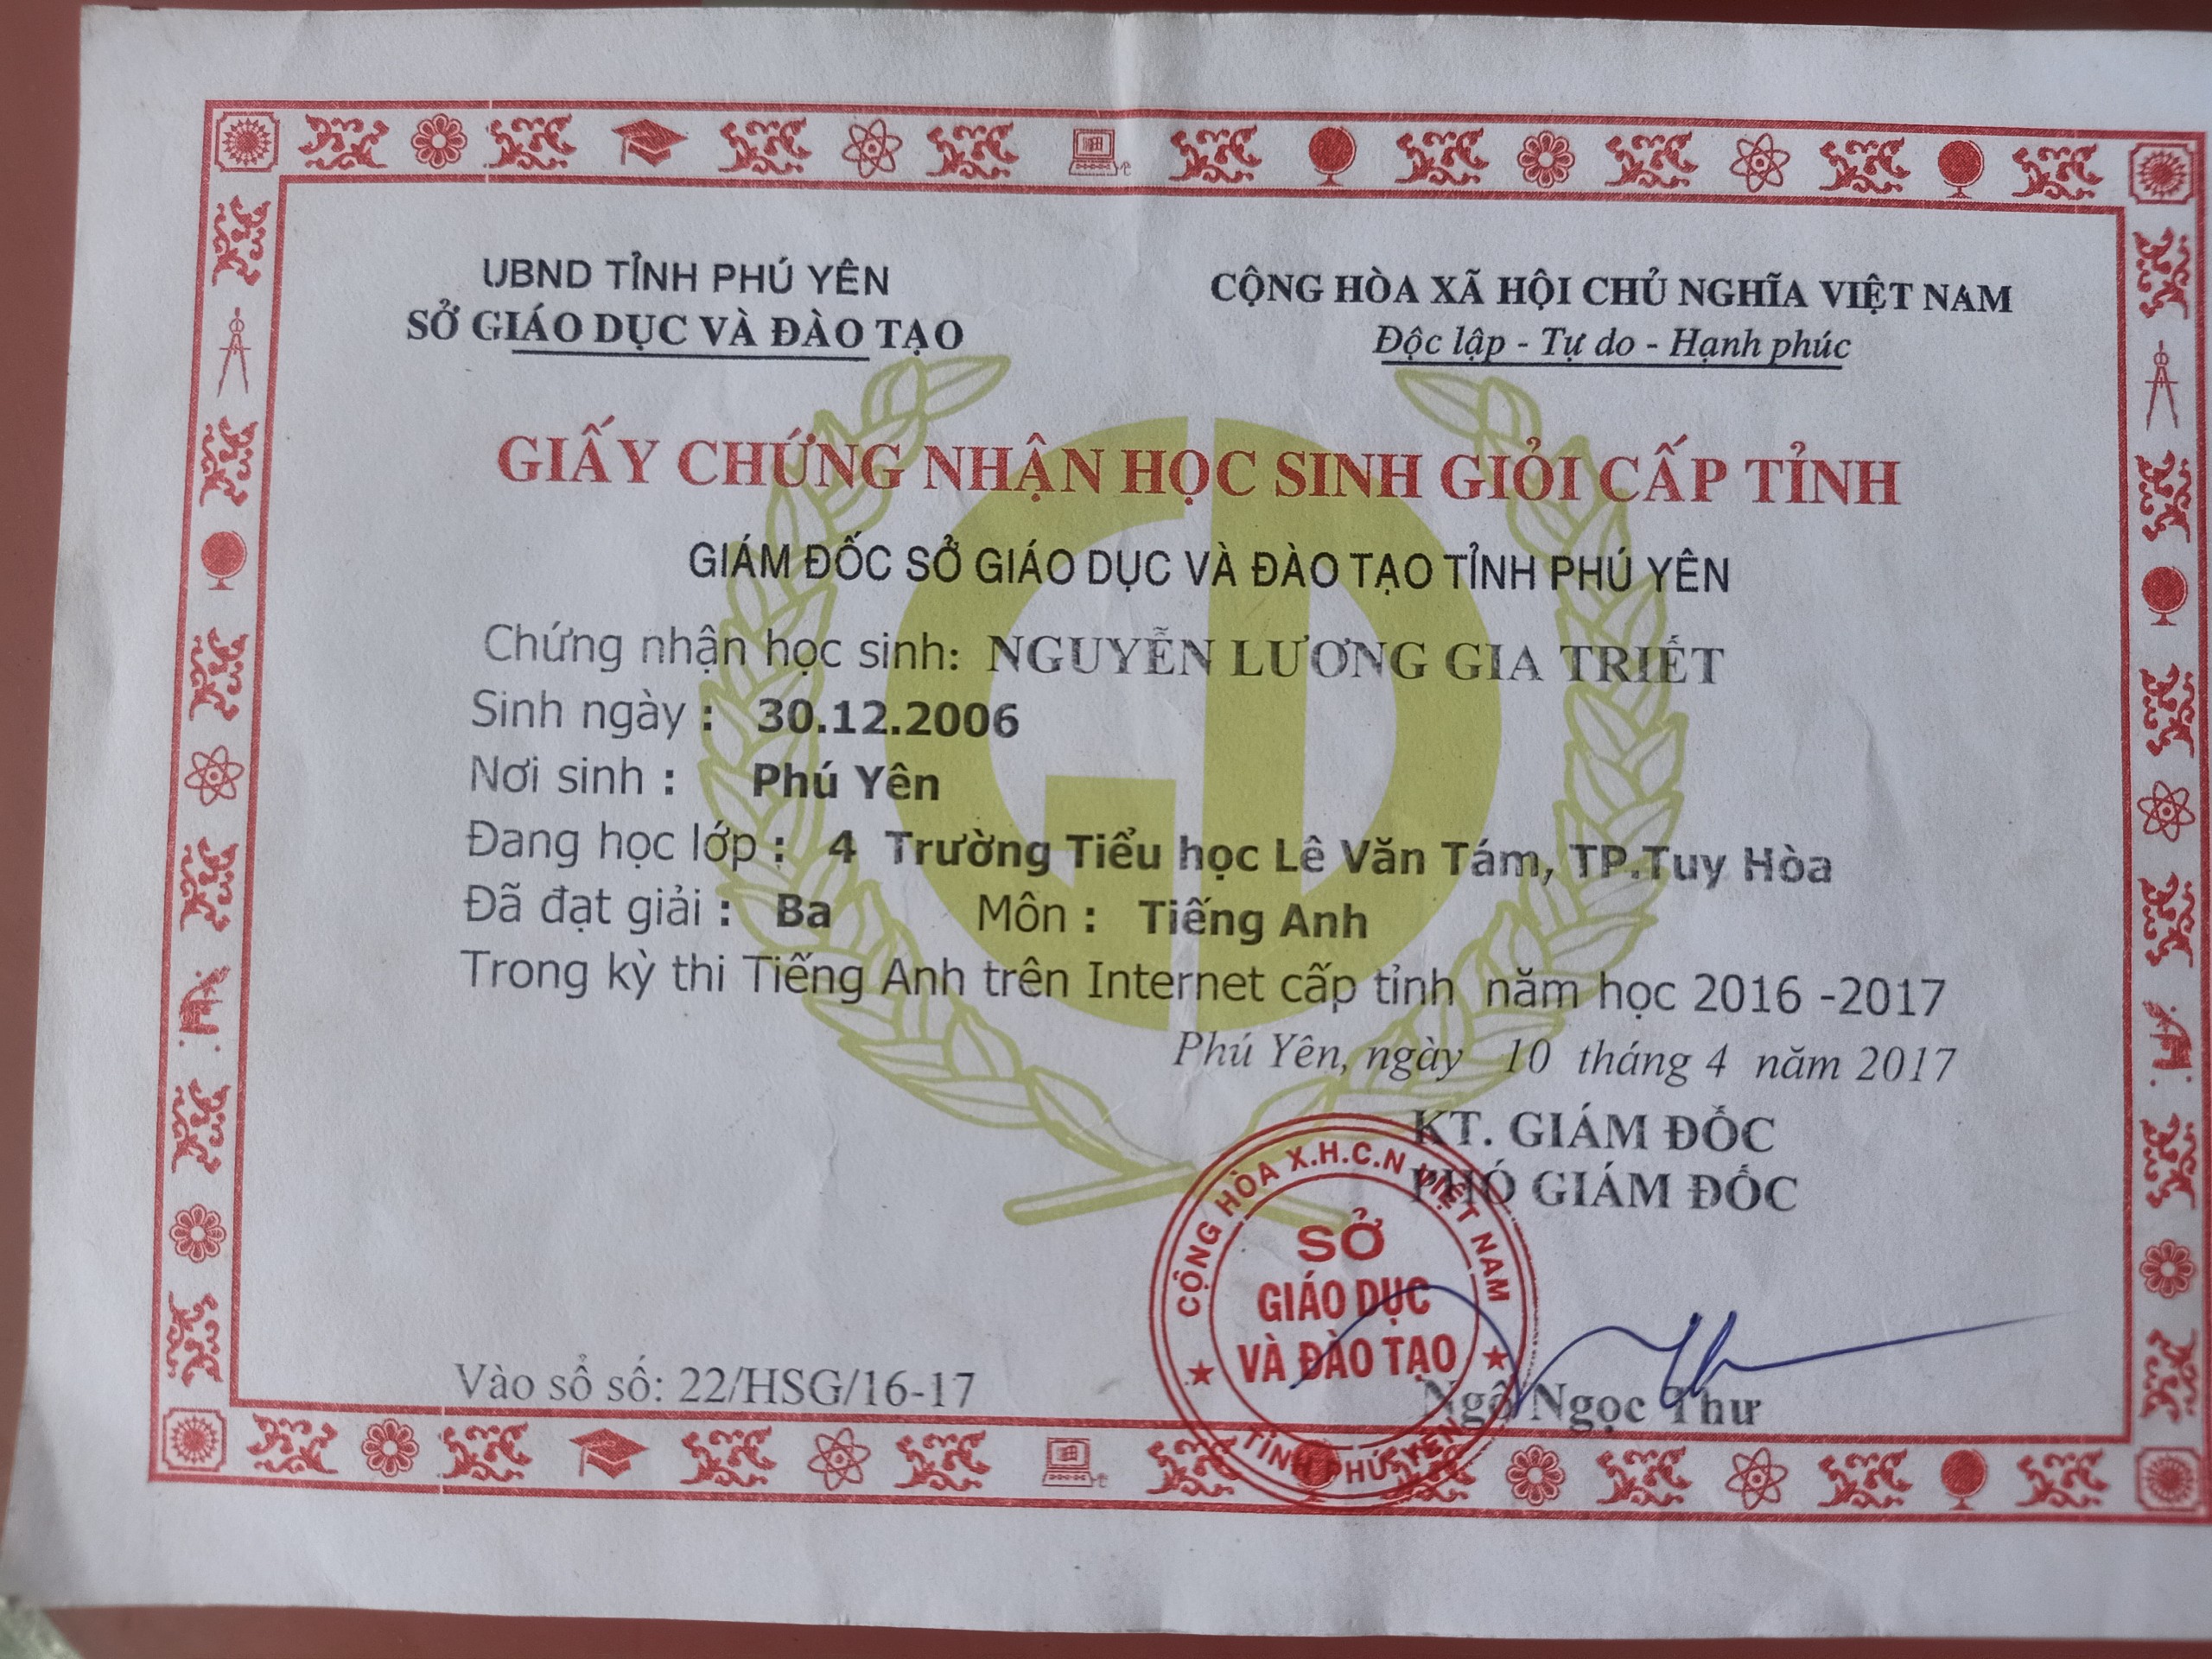 UBND TỈNH PHÚ YÊN
SỞ GIÁO DỤC VÀ ĐÀO TẠO
CỘNG HÒA XÃ HỘI CHỦ NGHĨA VIỆT NAM
Độc lập - Tự do - Hạnh phúc
GIẤY CHỨNG NHẬN HỌC SINH GIỎI CẤP TỈNH
GIÁM ĐỐC SỞ GIÁO DỤC VÀ ĐÀO TẠO TỈNH PHÚ YÊN
Chứng nhận học sinh: NGUYỄN LƯƠNG GIA TRIẾT
Sinh ngày : 30.12.2006
Nơi sinh : Phú Yên
Đang học lớp : 4 Trường Tiểu học Lê Văn Tám, TP.Tuy Hòa
Đã đạt giải : Ba Môn : Tiếng Anh
Trong kỳ thi Tiếng Anh trên Internet cấp tỉnh năm học 2016 -2017
Phú Yên, ngày 10 tháng 4 năm 2017
KT. GIÁM ĐỐC
PHÓ GIÁM ĐỐC
CỘNG HÒA X.H.C.N VIỆT NAM
SỞ
GIÁO DỤC
VÀ ĐÀO TẠO
TỈNH PHÚ YÊN
Ngô Ngọc Thư
Vào sổ số: 22/HSG/16-17